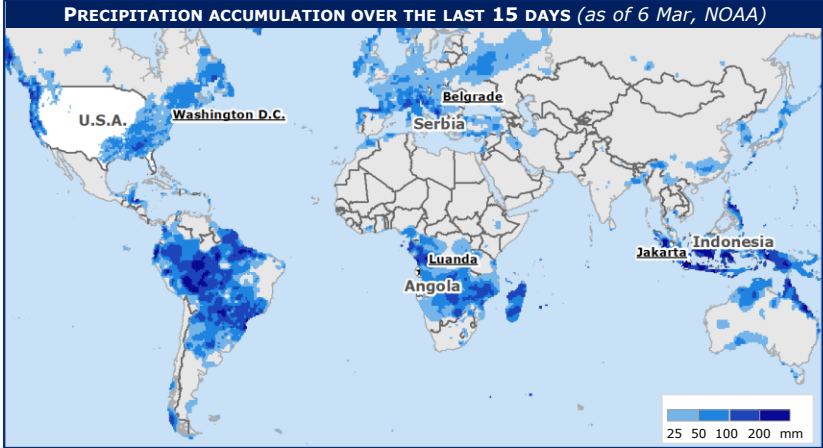 PRECIPITATION ACCUMULATION OVER THE LAST 15 DAYS (as of 6 Mar, NOAA)
Belgrade
U.S.A.
Washington D.C.
Serbia
Indonesia
Jakarta
Luanda
Angola
25 50 100 200 mm